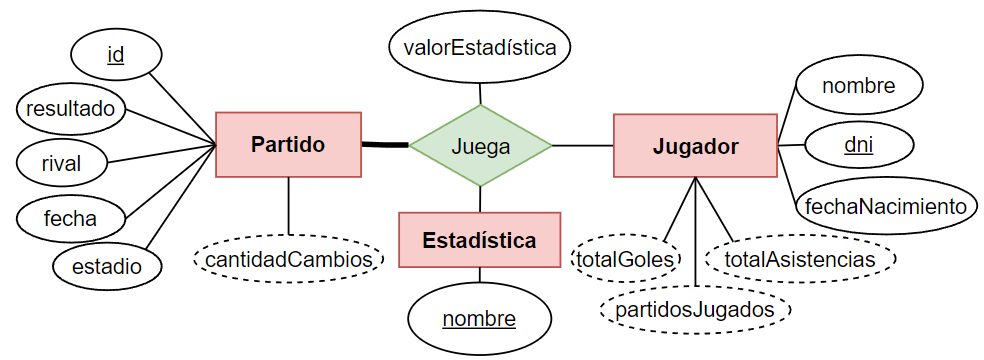 id
valorEstadística
resultado
nombre
Partido
Juega
Jugador
dni
rival
fechaNacimiento
fecha
Estadística
estadio
cantidadCambios
totalGoles
totalAsistencias
partidosJugados
nombre